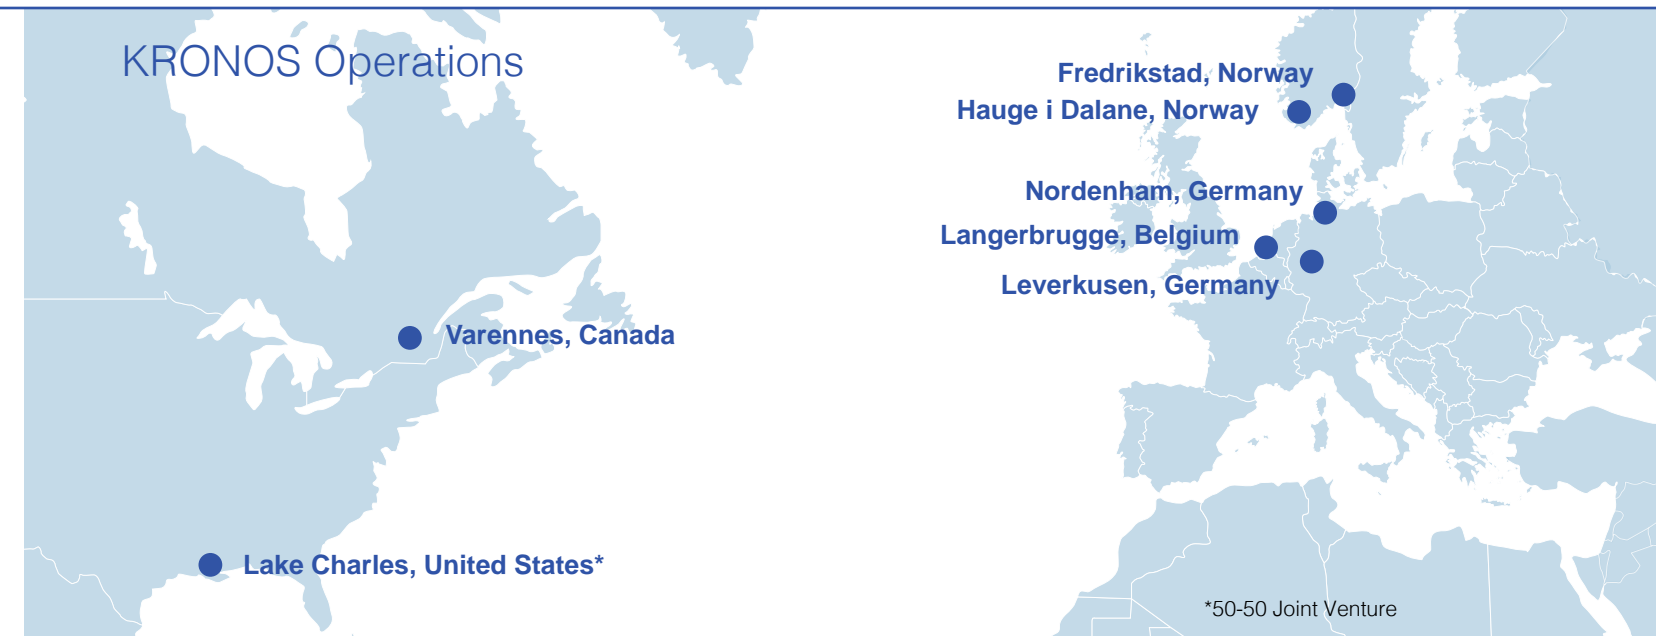 KRONOS Operations
Fredrikstad, Norway
Hauge i Dalane, Norway
Nordenham, Germany
Langerbrugge, Belgium
Leverkusen, Germany
Varennes, Canada
Lake Charles, United States*
*50-50 Joint Venture